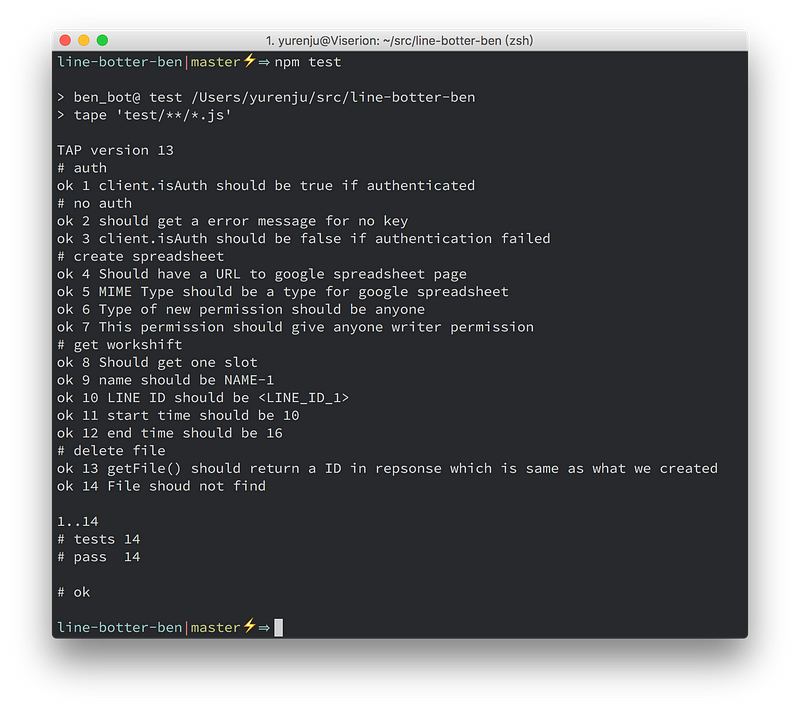 1. yurenju@Viserion: ~/src/line-botter-ben (zsh)
line-botter-ben|master⚡⇒ npm test
> ben_bot@ test /Users/yurenju/src/line-botter-ben
> tape 'test/**/*.js'
TAP version 13
# auth
ok 1 client.isAuth should be true if authenticated
# no auth
ok 2 should get a error message for no key
ok 3 client.isAuth should be false if authentication failed
# create spreadsheet
ok 4 Should have a URL to google spreadsheet page
ok 5 MIME Type should be a type for google spreadsheet
ok 6 Type of new permission should be anyone
ok 7 This permission should give anyone writer permission
# get workshift
ok 8 Should get one slot
ok 9 name should be NAME-1
ok 10 LINE ID should be <LINE_ID_1>
ok 11 start time should be 10
ok 12 end time should be 16
# delete file
ok 13 getFile() should return a ID in repsonse which is same as what we created
ok 14 File shoud not find
1..14
# tests 14
# pass  14
# ok
line-botter-ben|master⚡⇒